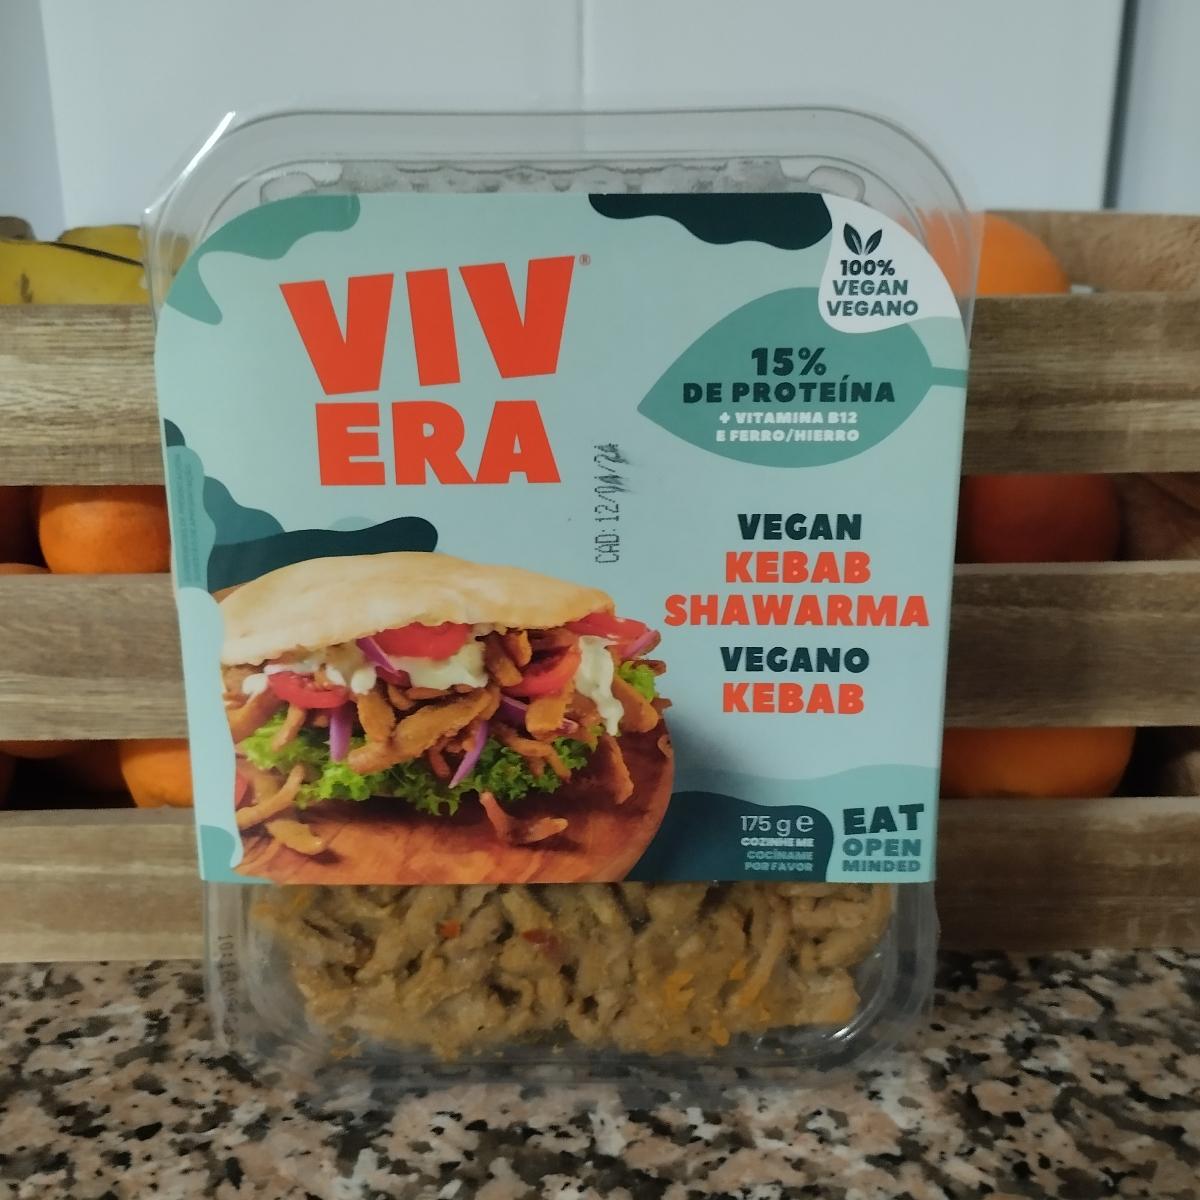 VIV
ERA
®
100%
VEGAN
VEGANO
15%
DE PROTEÍNA
+ VITAMINA B12
E FERRO/HIERRO
VEGAN
KEBAB
SHAWARMA
VEGANO
KEBAB
175 g e
COZINHE ME
COCÍNAME
POR FAVOR
EAT
OPEN
MINDED